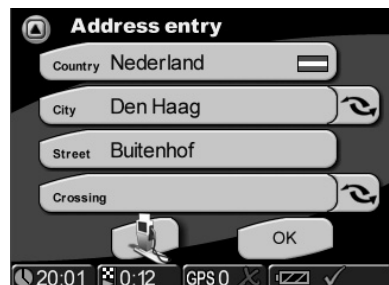 Address entry
Country Nederland
City Den Haag
Street Buitenhof
Crossing
OK
20:01 0:12 GPS 0